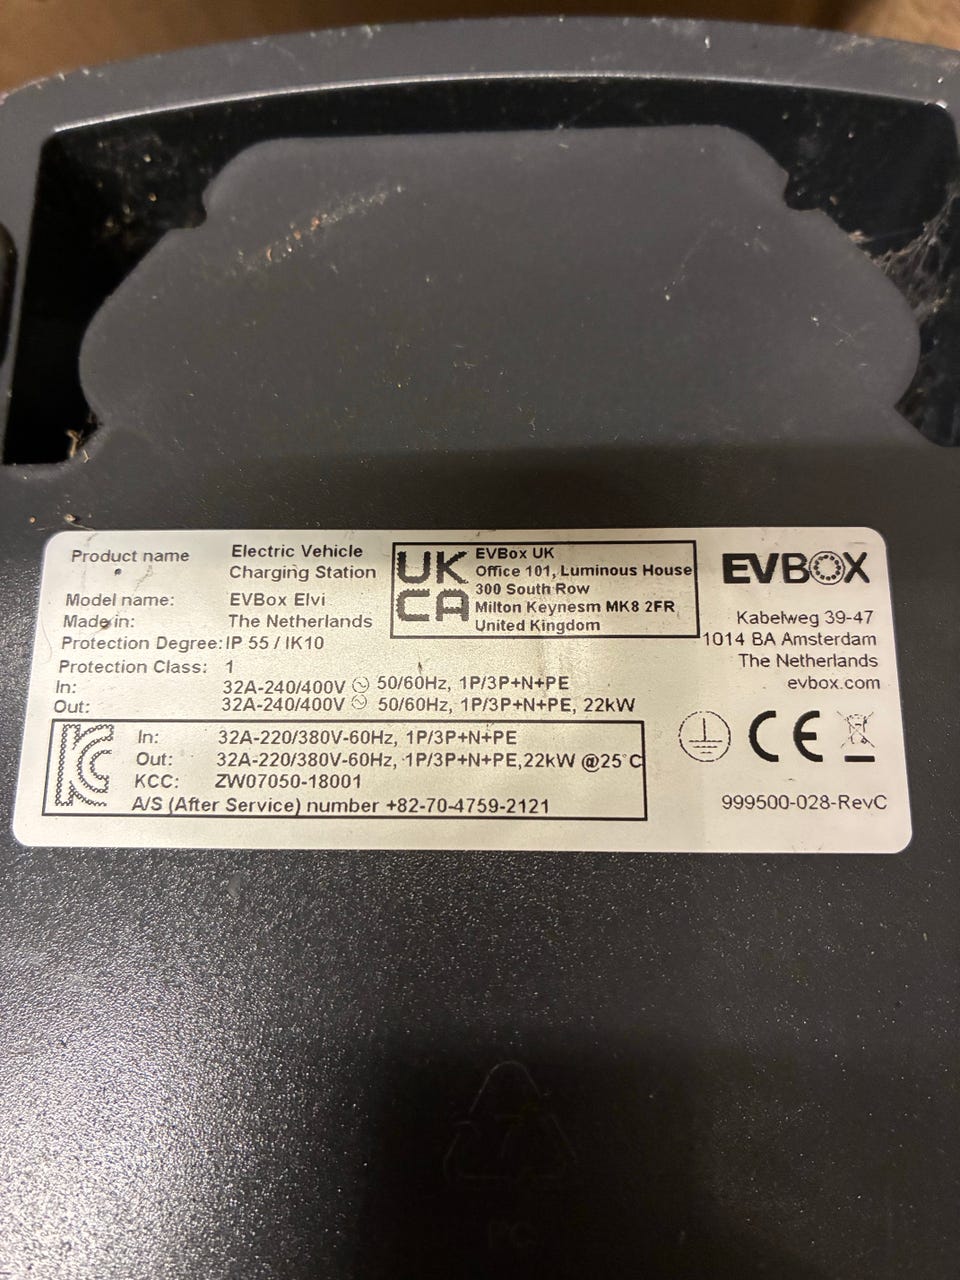 Product name Electric Vehicle
Charging Station
Model name: EVBox Elvi
Made in: The Netherlands
Protection Degree: IP 55 / IK10
Protection Class: 1
In: 32A-240/400V 50/60Hz, 1P/3P+N+PE
Out: 32A-240/400V 50/60Hz, 1P/3P+N+PE, 22kW
UK
CA
EVBox UK
Office 101, Luminous House
300 South Row
Milton Keynesm MK8 2FR
United Kingdom
EVBOX
Kabelweg 39-47
1014 BA Amsterdam
The Netherlands
evbox.com
KC
In: 32A-220/380V-60Hz, 1P/3P+N+PE
Out: 32A-220/380V-60Hz, 1P/3P+N+PE,22kW @25°C
KCC: ZW07050-18001
A/S (After Service) number +82-70-4759-2121
CE
999500-028-RevC
7